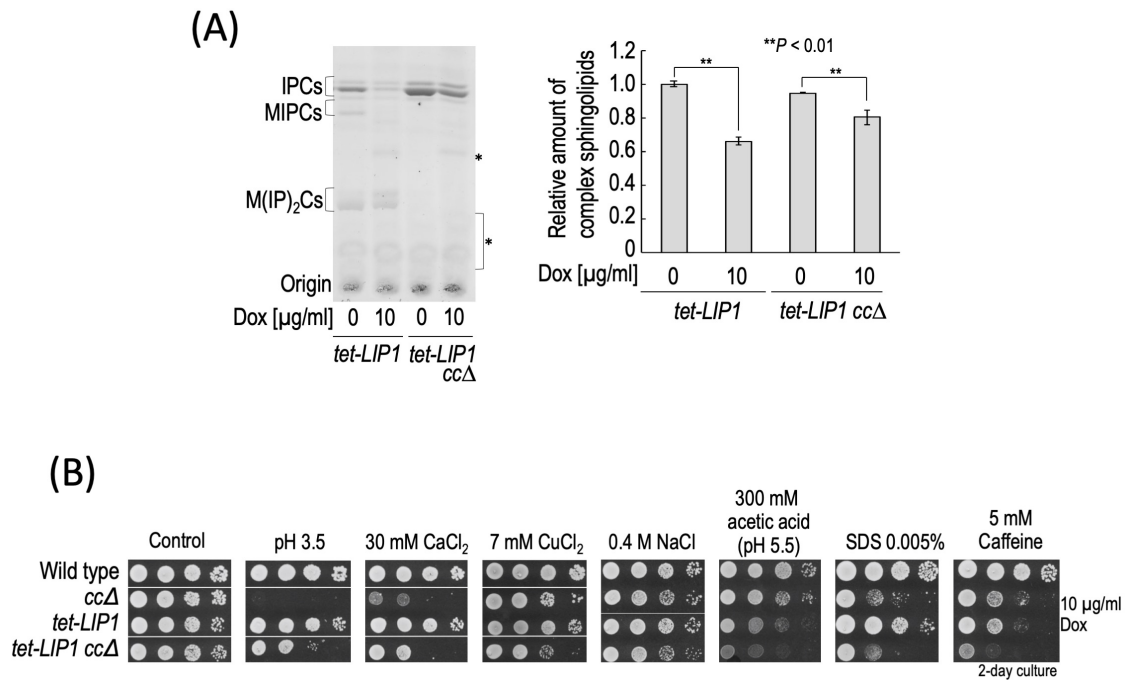 (A)
IPCs
MIPCs
*
M(IP)2Cs
*
Origin
Dox [µg/ml] 0 10 0 10
tet-LIP1 tet-LIP1
ccΔ
Relative amount of
complex sphingolipids
**P < 0.01
1.2
1.0
0.8
0.6
0.4
0.2
0
** **
Dox [µg/ml] 0 10 0 10
tet-LIP1 tet-LIP1 ccΔ
(B)
Control
pH 3.5
30 mM CaCl2
7 mM CuCl2
0.4 M NaCl
300 mM
acetic acid
(pH 5.5)
SDS 0.005%
5 mM
Caffeine
Wild type
ccΔ
tet-LIP1
tet-LIP1 ccΔ
10 µg/ml
Dox
2-day culture